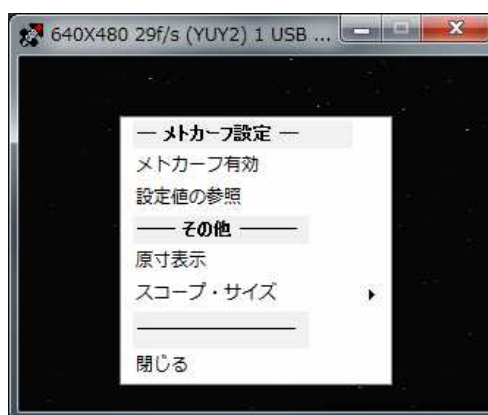 640X480 29f/s (YUY2) 1 USB ...
― メトカーフ設定 ―
メトカーフ有効
設定値の参照
―― その他 ―――
原寸表示
スコープ・サイズ
閉じる